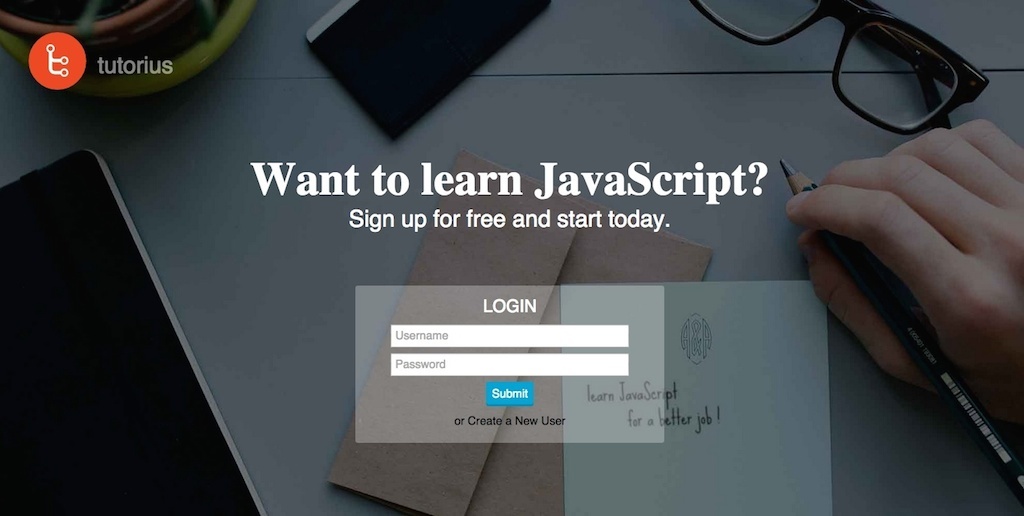 tutorius
Want to learn JavaScript?
Sign up for free and start today.
LOGIN
Username
Password
Submit
or Create a New User
A&A
learn JavaScript
for a better job!